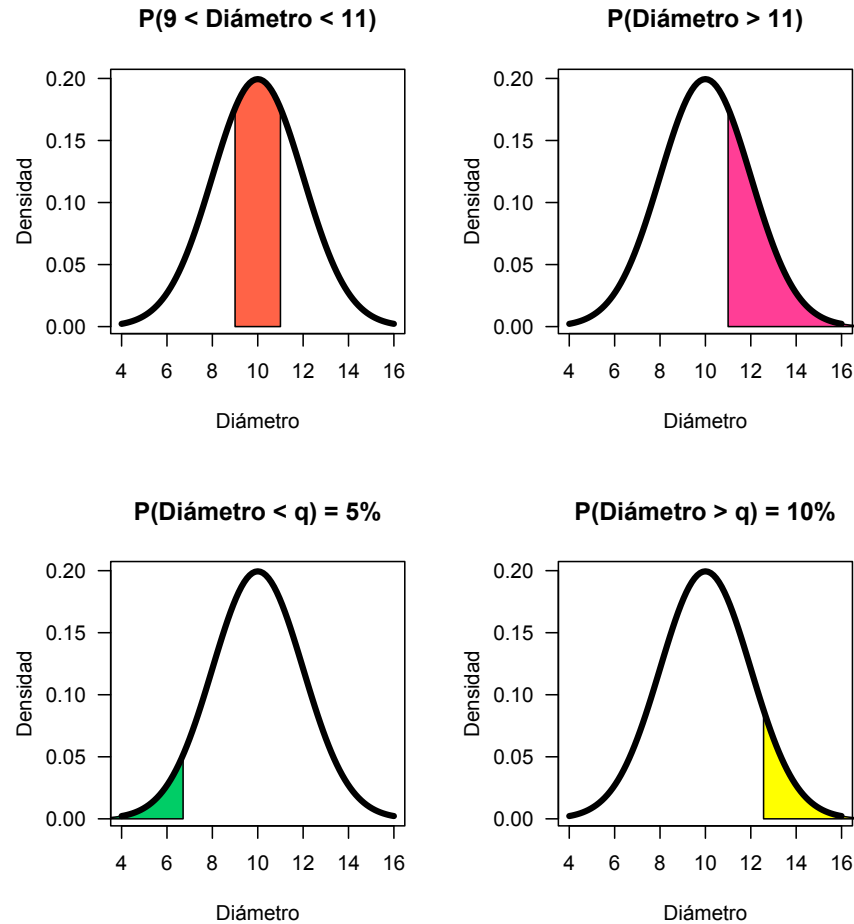 P(9 < Diámetro < 11)
0.20
0.15
0.10
0.05
0.00
Densidad
4 6 8 10 12 14 16
Diámetro
P(Diámetro > 11)
0.20
0.15
0.10
0.05
0.00
Densidad
4 6 8 10 12 14 16
Diámetro
P(Diámetro < q) = 5%
0.20
0.15
0.10
0.05
0.00
Densidad
4 6 8 10 12 14 16
Diámetro
P(Diámetro > q) = 10%
0.20
0.15
0.10
0.05
0.00
Densidad
4 6 8 10 12 14 16
Diámetro